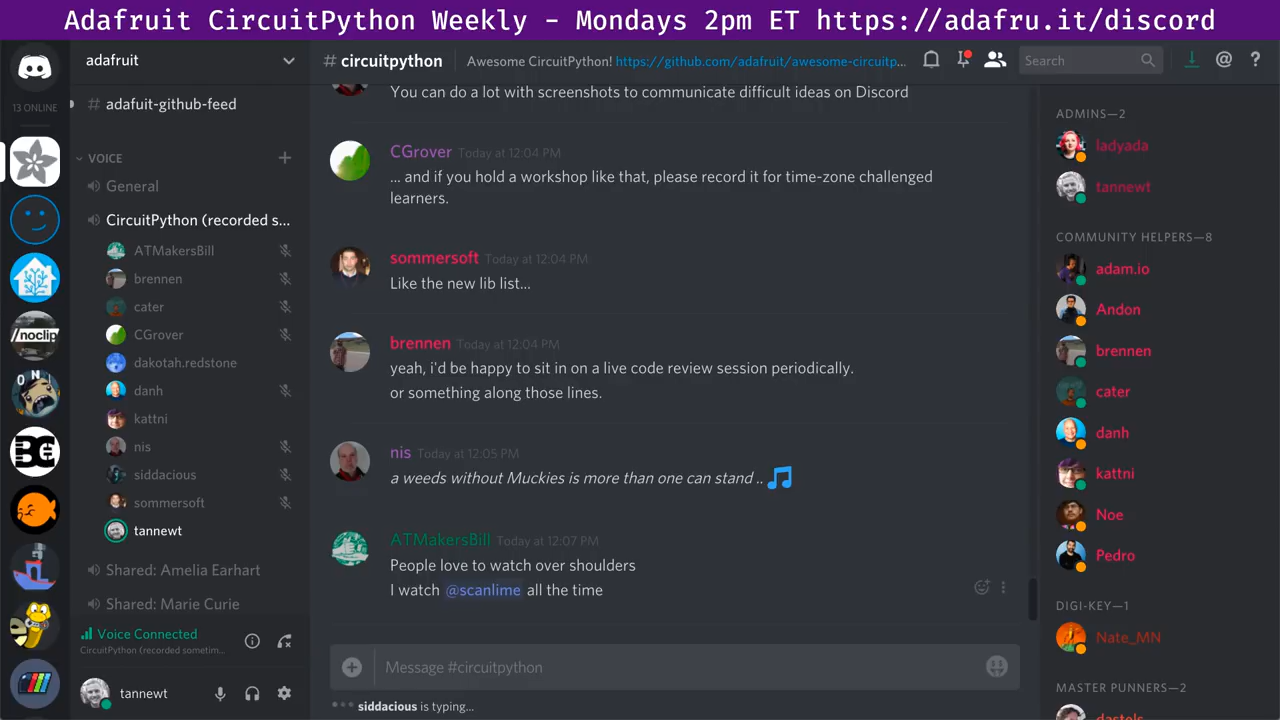 Adafruit CircuitPython Weekly - Mondays 2pm ET https://adafru.it/discord
adafruit
# circuitpython
Awesome CircuitPython! https://github.com/adafruit/awesome-circuitp...
Search
@
?
13 ONLINE
# adafuit-github-feed
VOICE
General
CircuitPython (recorded s...
ATMakersBill
brennen
cater
CGrover
dakotah.redstone
danh
kattni
nis
siddacious
sommersoft
tannewt
Shared: Amelia Earhart
Shared: Marie Curie
Voice Connected
CircuitPython (recorded sometim...
tannewt
/noclip
You can do a lot with screenshots to communicate difficult ideas on Discord
CGrover Today at 12:04 PM
... and if you hold a workshop like that, please record it for time-zone challenged
learners.
sommersoft Today at 12:04 PM
Like the new lib list...
brennen Today at 12:04 PM
yeah, i'd be happy to sit in on a live code review session periodically.
or something along those lines.
nis Today at 12:05 PM
a weeds without Muckies is more than one can stand ..
ATMakersBill Today at 12:07 PM
People love to watch over shoulders
I watch @scanlime all the time
Message #circuitpython
siddacious is typing...
ADMINS—2
ladyada
tannewt
COMMUNITY HELPERS—8
adam.io
Andon
brennen
cater
danh
kattni
Noe
Pedro
DIGI-KEY—1
Nate_MN
MASTER PUNNERS—2
dastels